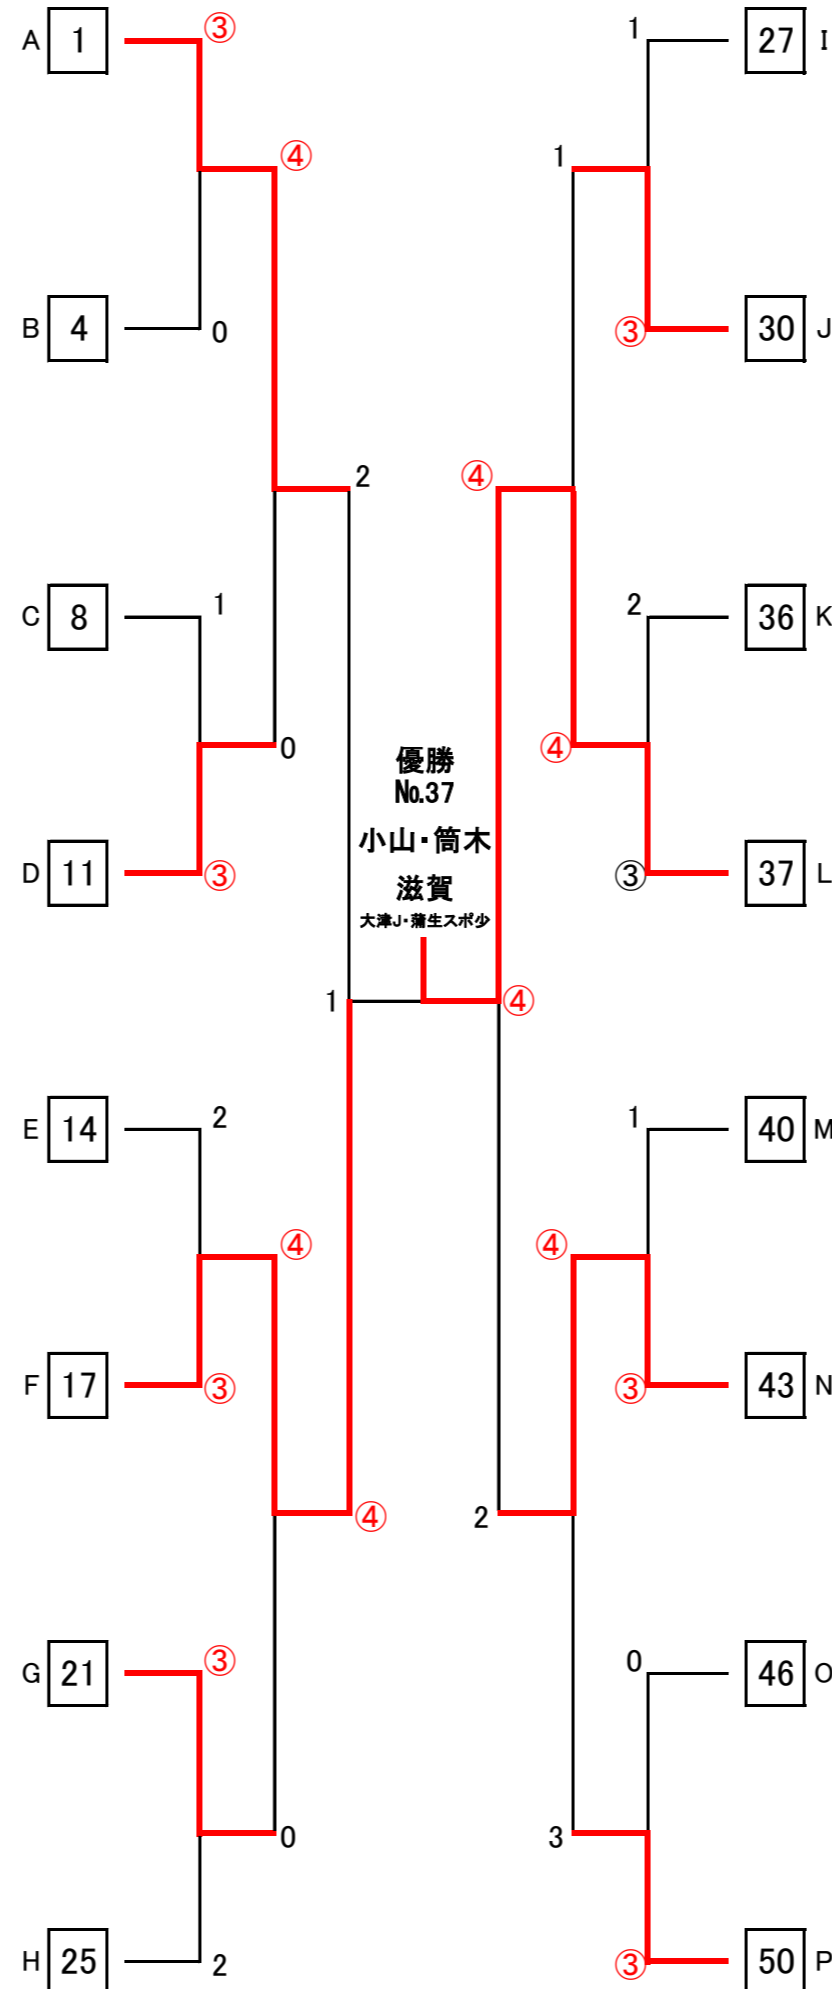 A 1 ③ 1 27 I
④ 1
B 4 0 ③ 30 J
2 ④
C 8 1 2 36 K
0 ④
優勝
№37
小山・筒木
滋賀
大津J・蒲生スポ少
D 11 ③ ③ 37 L
1 ④
E 14 2 1 40 M
④ ④
F 17 ③ ③ 43 N
④ 2
G 21 ③ 0 46 O
0 3
H 25 2 ③ 50 P